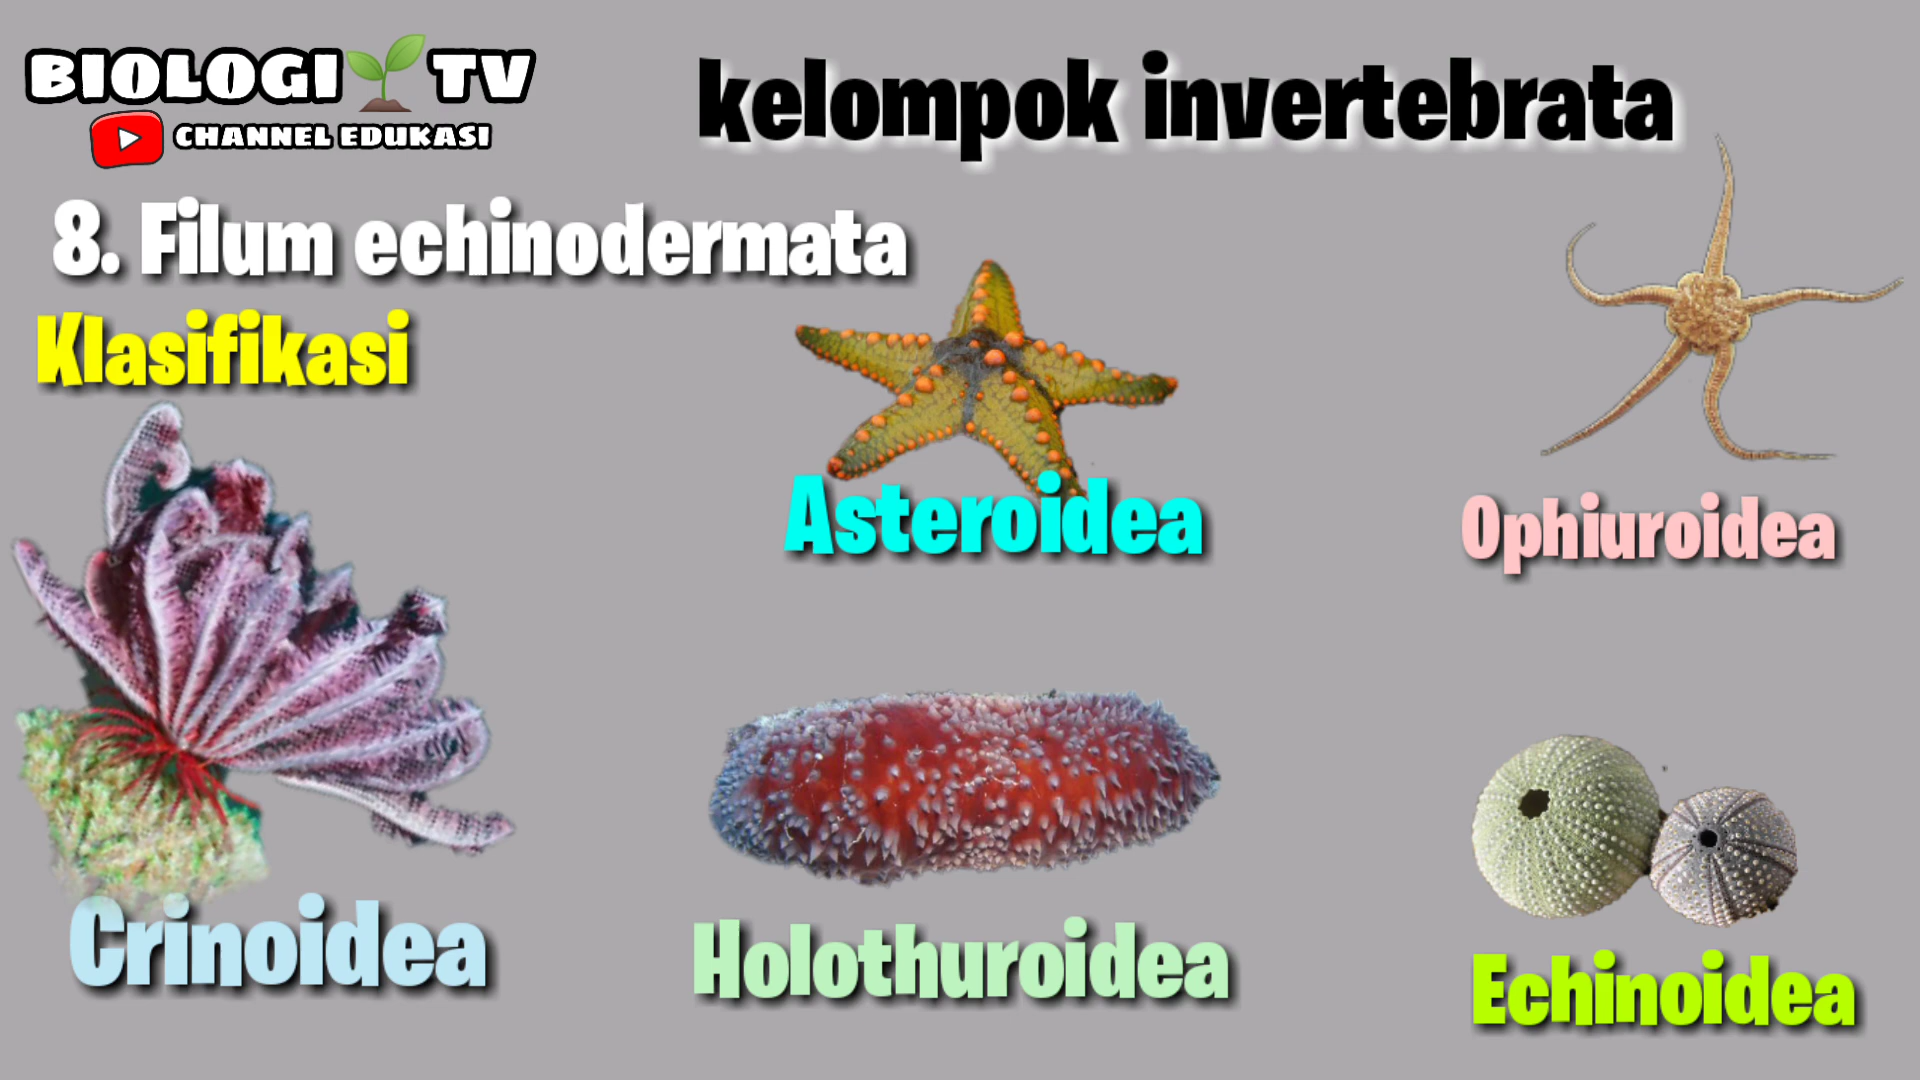 BIOLOGI TV
CHANNEL EDUKASI
kelompok invertebrata
8. Filum echinodermata
Klasifikasi
Asteroidea
Ophiuroidea
Crinoidea
Holothuroidea
Echinoidea